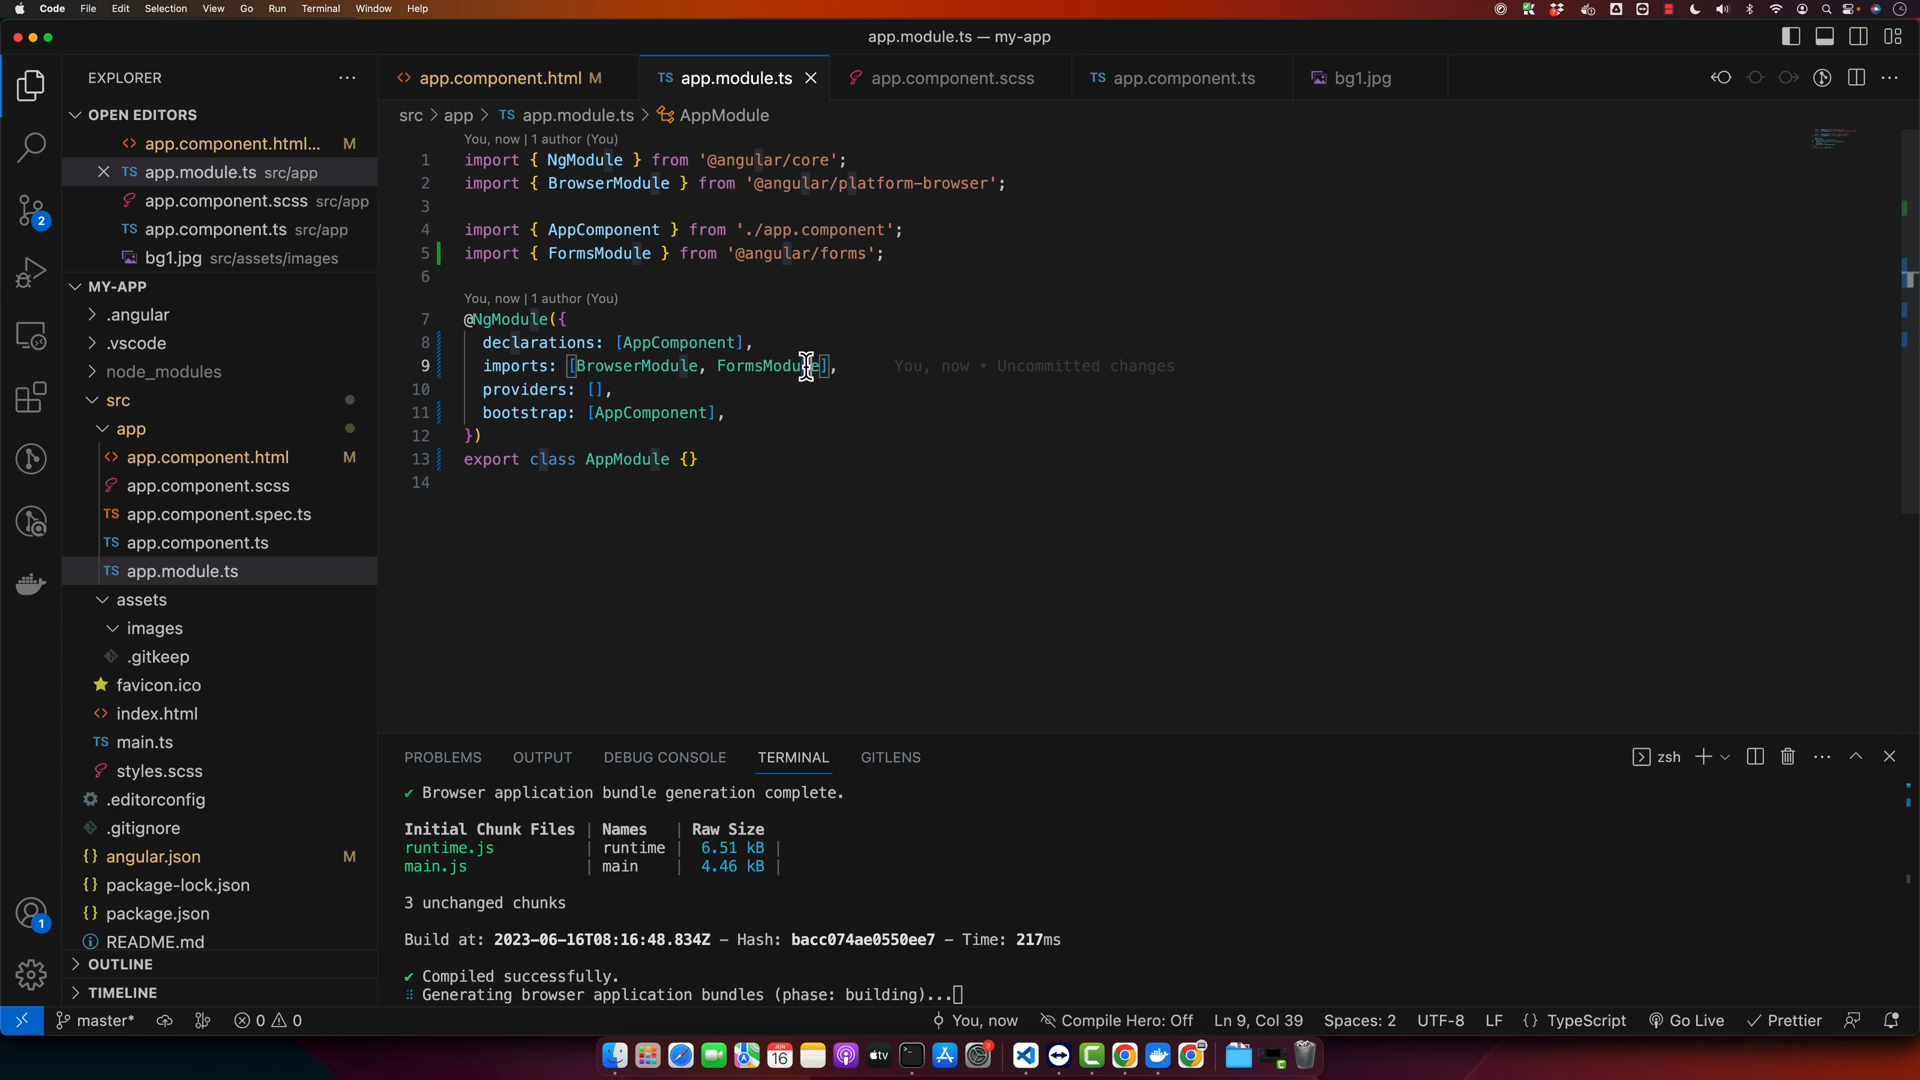 Code File Edit Selection View Go Run Terminal Window Help
app.module.ts — my-app
EXPLORER
OPEN EDITORS
app.component.html... M
app.module.ts src/app
app.component.scss src/app
app.component.ts src/app
bg1.jpg src/assets/images
MY-APP
.angular
.vscode
node_modules
src
app
app.component.html M
app.component.scss
app.component.spec.ts
app.component.ts
app.module.ts
assets
images
.gitkeep
favicon.ico
index.html
main.ts
styles.scss
.editorconfig
.gitignore
angular.json M
package-lock.json
package.json
README.md
OUTLINE
TIMELINE
app.component.html M
TS app.module.ts
app.component.scss
TS app.component.ts
bg1.jpg
src > app > TS app.module.ts > AppModule
You, now | 1 author (You)
1 import { NgModule } from '@angular/core';
2 import { BrowserModule } from '@angular/platform-browser';
3
4 import { AppComponent } from './app.component';
5 import { FormsModule } from '@angular/forms';
6
You, now | 1 author (You)
7 @NgModule({
8 declarations: [AppComponent],
9 imports: [BrowserModule, FormsModule], You, now • Uncommitted changes
10 providers: [],
11 bootstrap: [AppComponent],
12 })
13 export class AppModule {}
14
PROBLEMS OUTPUT DEBUG CONSOLE TERMINAL GITLENS
zsh
✔ Browser application bundle generation complete.
Initial Chunk Files | Names | Raw Size
runtime.js | runtime | 6.51 kB |
main.js | main | 4.46 kB |
3 unchanged chunks
Build at: 2023-06-16T08:16:48.834Z - Hash: bacc074ae0550ee7 - Time: 217ms
✔ Compiled successfully.
⠿ Generating browser application bundles (phase: building)...
master* 0 0 You, now Compile Hero: Off Ln 9, Col 39 Spaces: 2 UTF-8 LF {} TypeScript Go Live Prettier